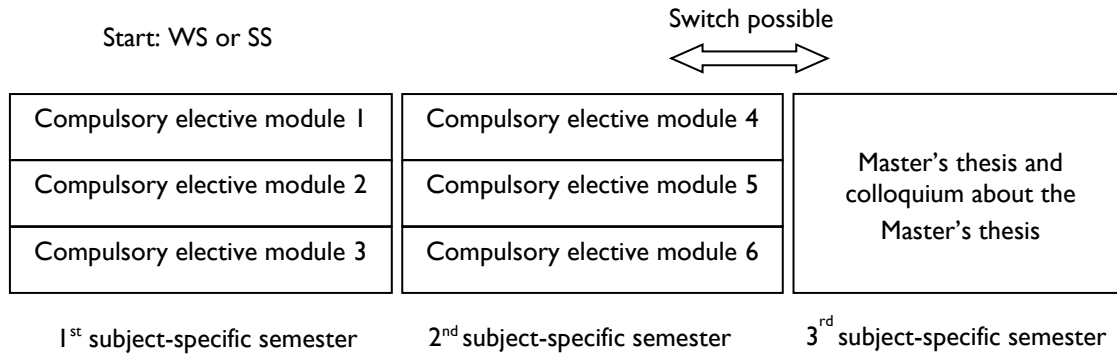 Switch possible
Start: WS or SS
Compulsory elective module 1
Compulsory elective module 2
Compulsory elective module 3
Compulsory elective module 4
Compulsory elective module 5
Compulsory elective module 6
Master's thesis and
colloquium about the
Master's thesis
1st subject-specific semester
2nd subject-specific semester
3rd subject-specific semester